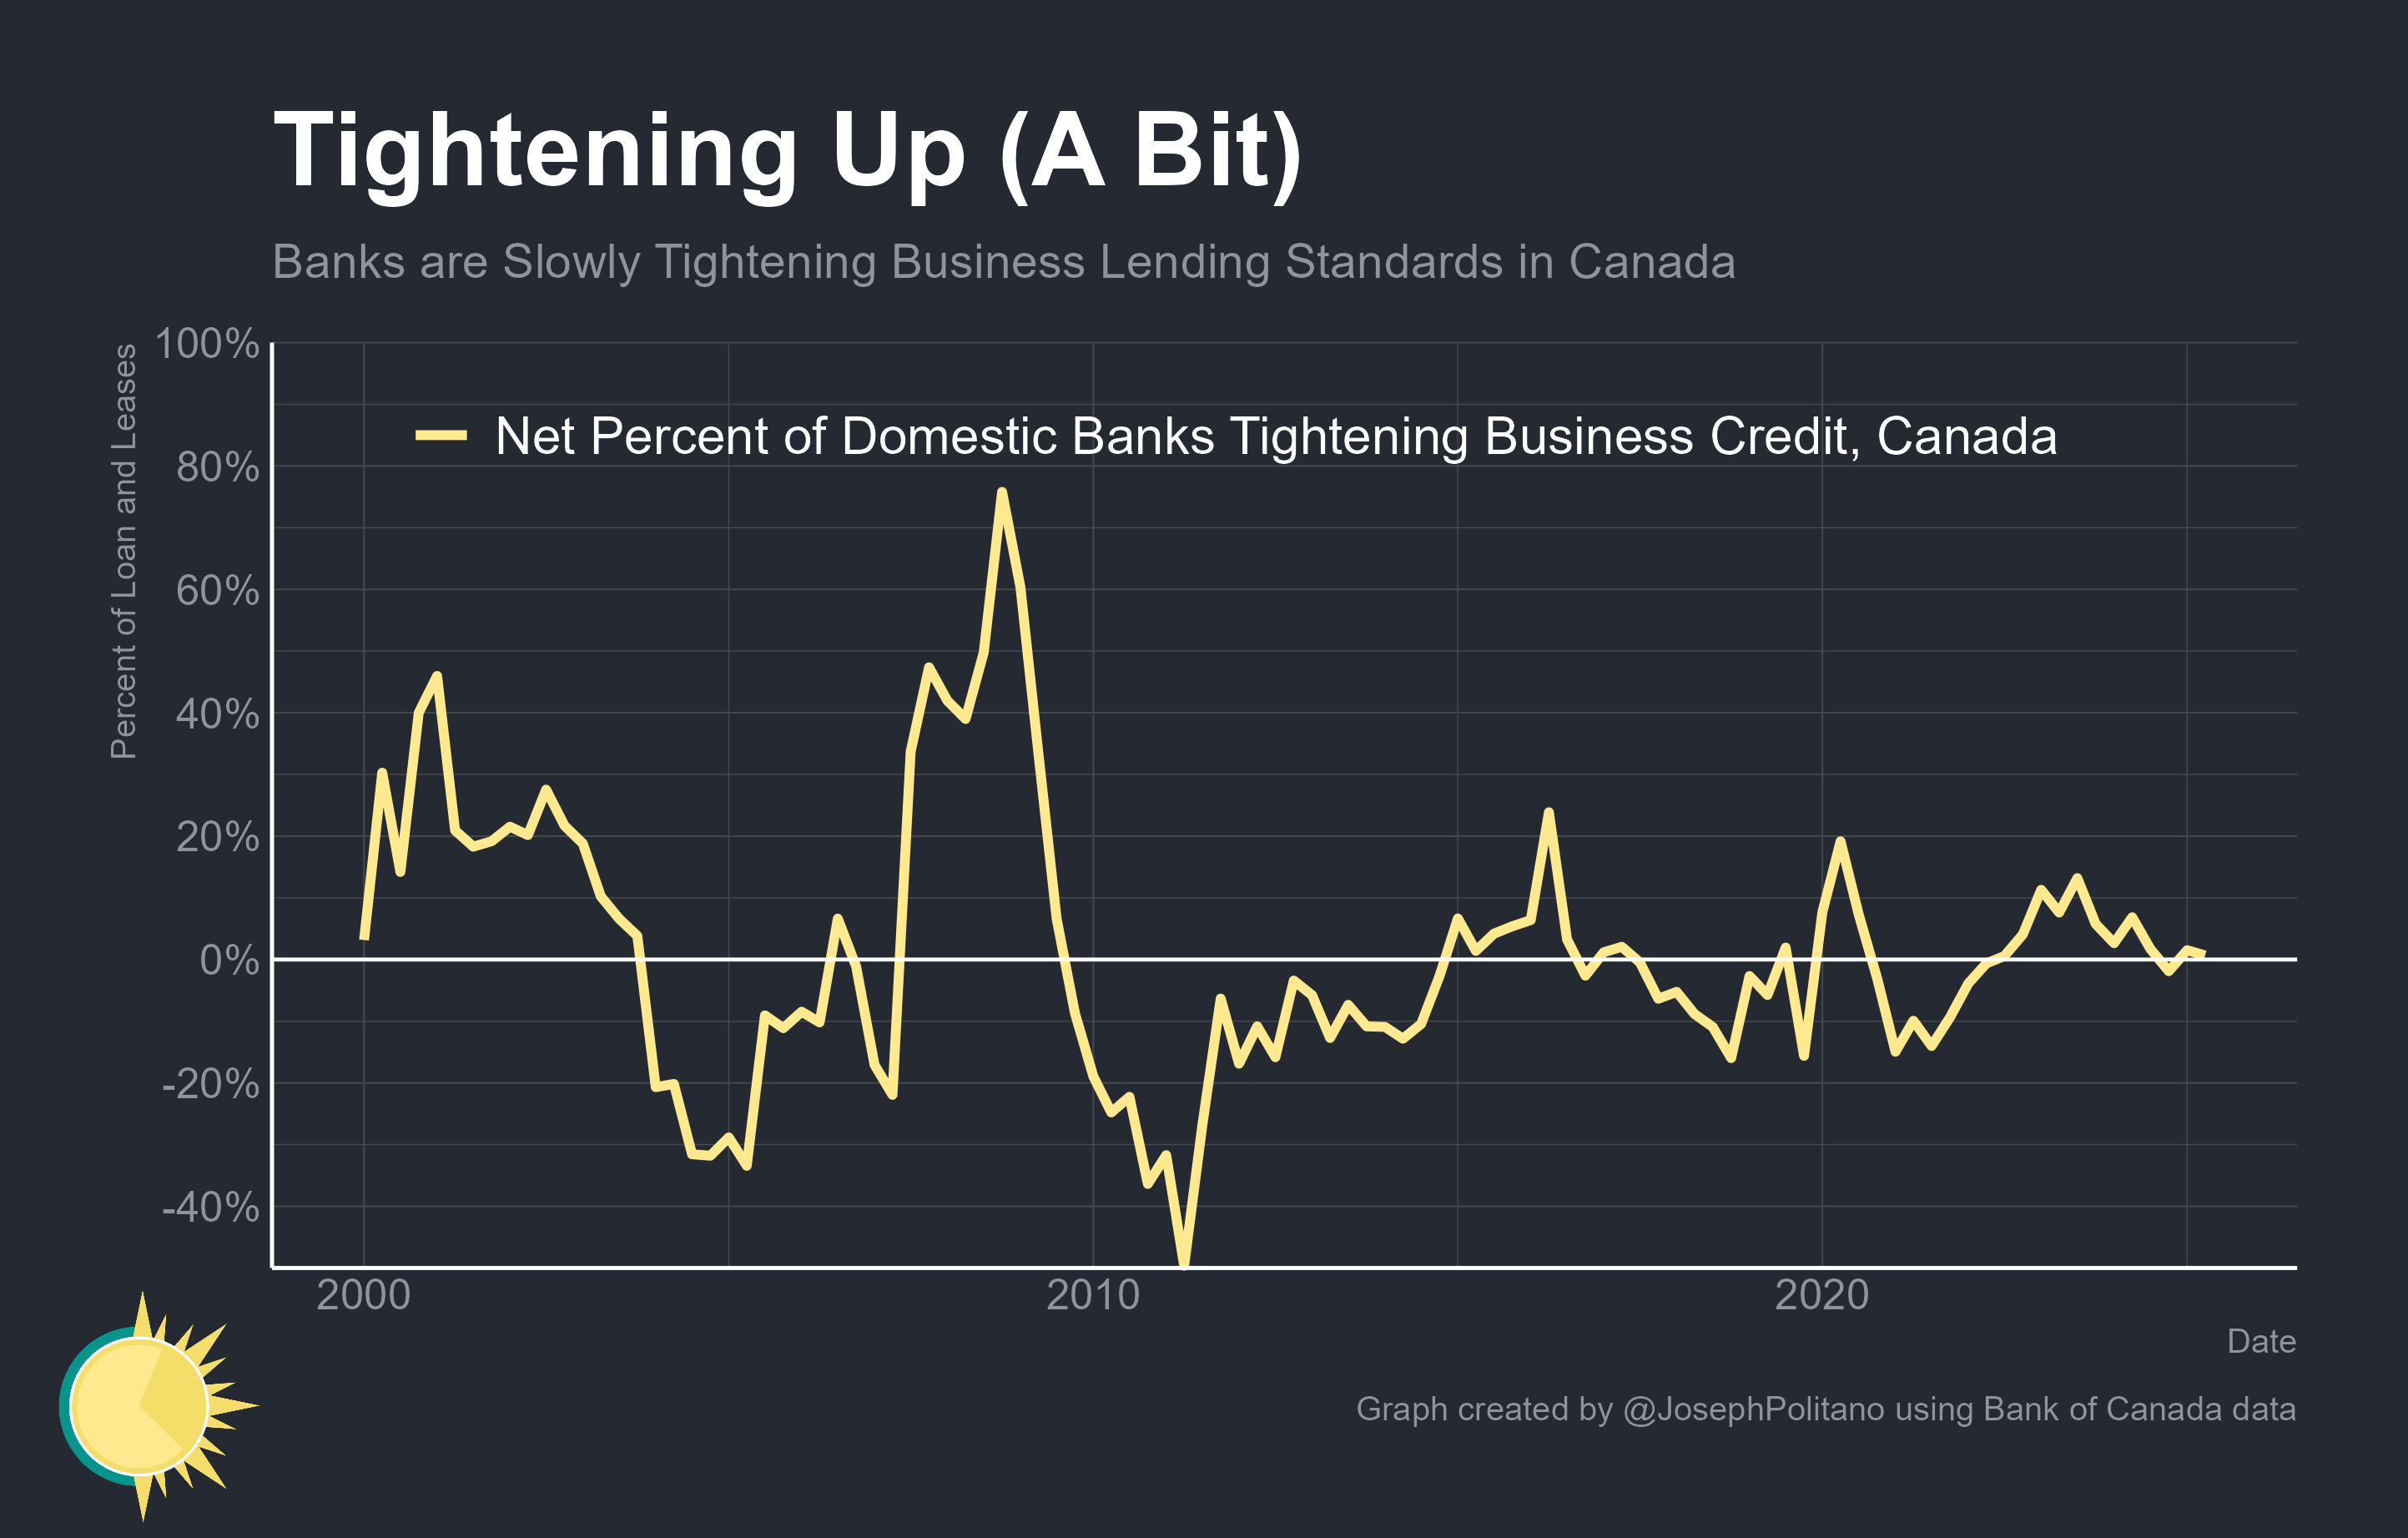 Tightening Up (A Bit)
Banks are Slowly Tightening Business Lending Standards in Canada
Percent of Loan and Leases
100%
80%
60%
40%
20%
0%
-20%
-40%
Net Percent of Domestic Banks Tightening Business Credit, Canada
2000
2010
2020
Date
Graph created by @JosephPolitano using Bank of Canada data